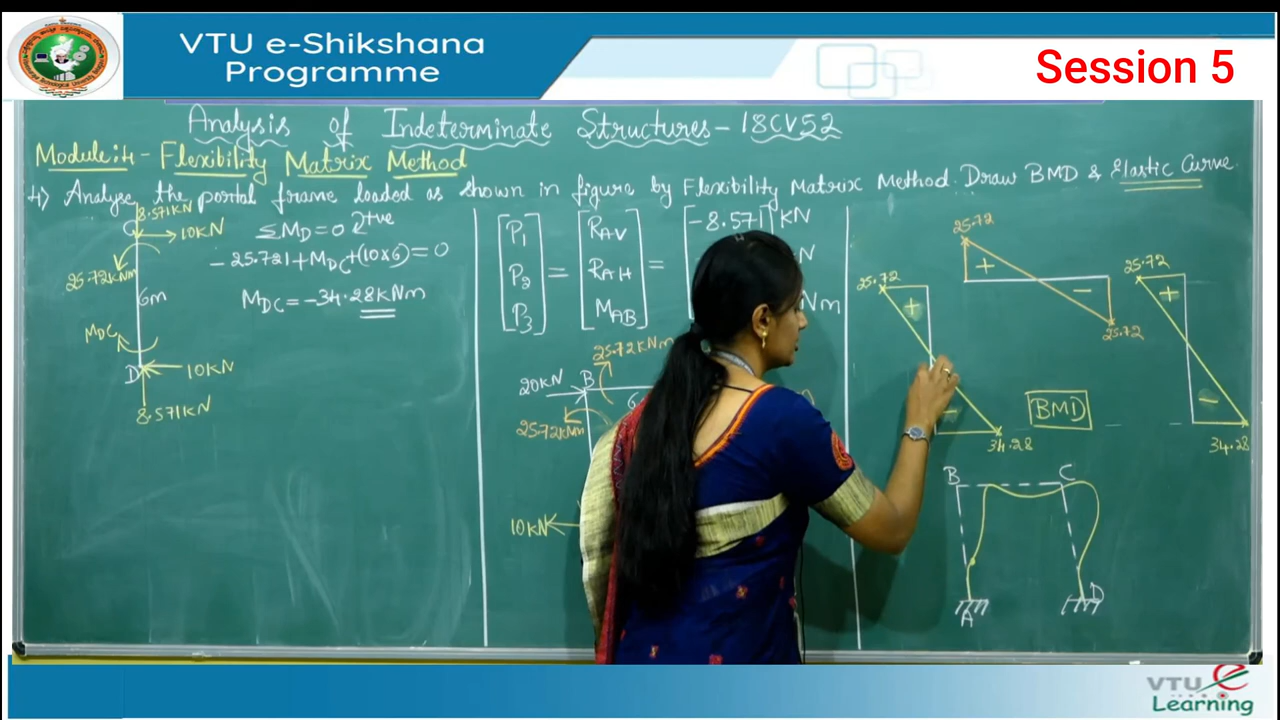 VTU e-Shikshana
Programme
Session 5
Analysis of Indeterminate Structures - 18CV52
Module:4 - Flexibility Matrix Method
4) Analyse the portal frame loaded as shown in figure by Flexibility Matrix Method. Draw BMD & Elastic Curve.
8.571KN
C
10KN
25.72KNm
6m
MDC
D
10KN
8.571KN
ΣMD=0 +ve
-25.721+MDC+(10×6)=0
MDC=-34.28KNm
P1
P2
P3
=
RAV
RAH
MAB
=
-8.571 KN
N
Nm
25.72KNm
20KN
B
6
25.72KNm
10KN
25.72
+
-
34.28
25.72
+
-
25.72
25.72
+
-
34.28
BMD
B
C
A
D
VTU e
Learning